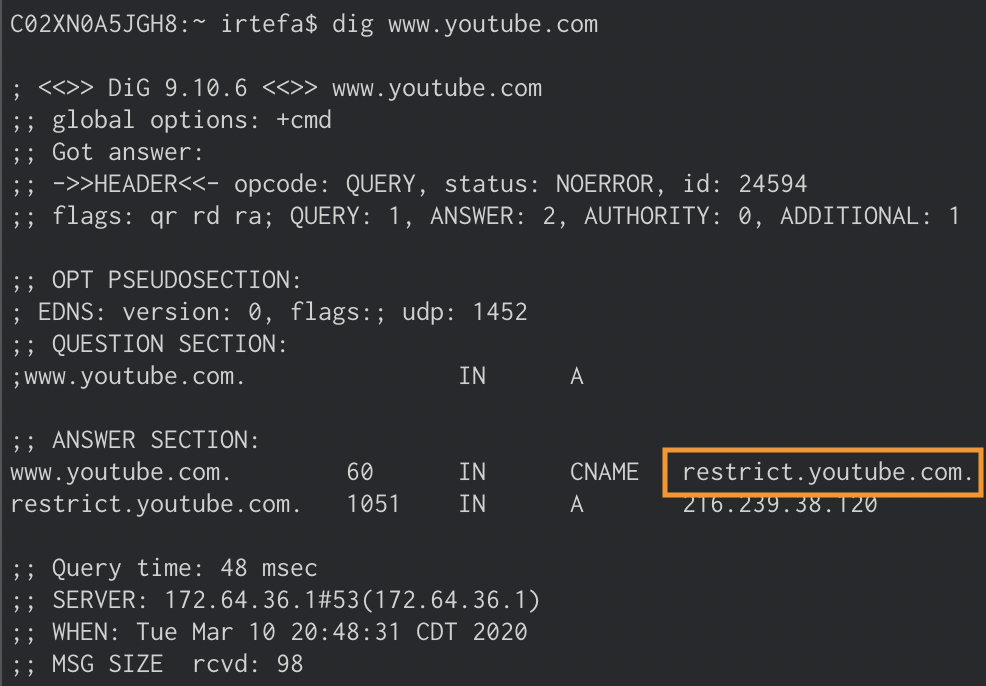 C02XN0A5JGH8:~ irtefa$ dig www.youtube.com
; <<>> DiG 9.10.6 <<>> www.youtube.com
;; global options: +cmd
;; Got answer:
;; ->>HEADER<<- opcode: QUERY, status: NOERROR, id: 24594
;; flags: qr rd ra; QUERY: 1, ANSWER: 2, AUTHORITY: 0, ADDITIONAL: 1
;; OPT PSEUDOSECTION:
; EDNS: version: 0, flags:; udp: 1452
;; QUESTION SECTION:
;www.youtube.com. IN A
;; ANSWER SECTION:
www.youtube.com. 60 IN CNAME restrict.youtube.com.
restrict.youtube.com. 1051 IN A 216.239.38.120
;; Query time: 48 msec
;; SERVER: 172.64.36.1#53(172.64.36.1)
;; WHEN: Tue Mar 10 20:48:31 CDT 2020
;; MSG SIZE rcvd: 98